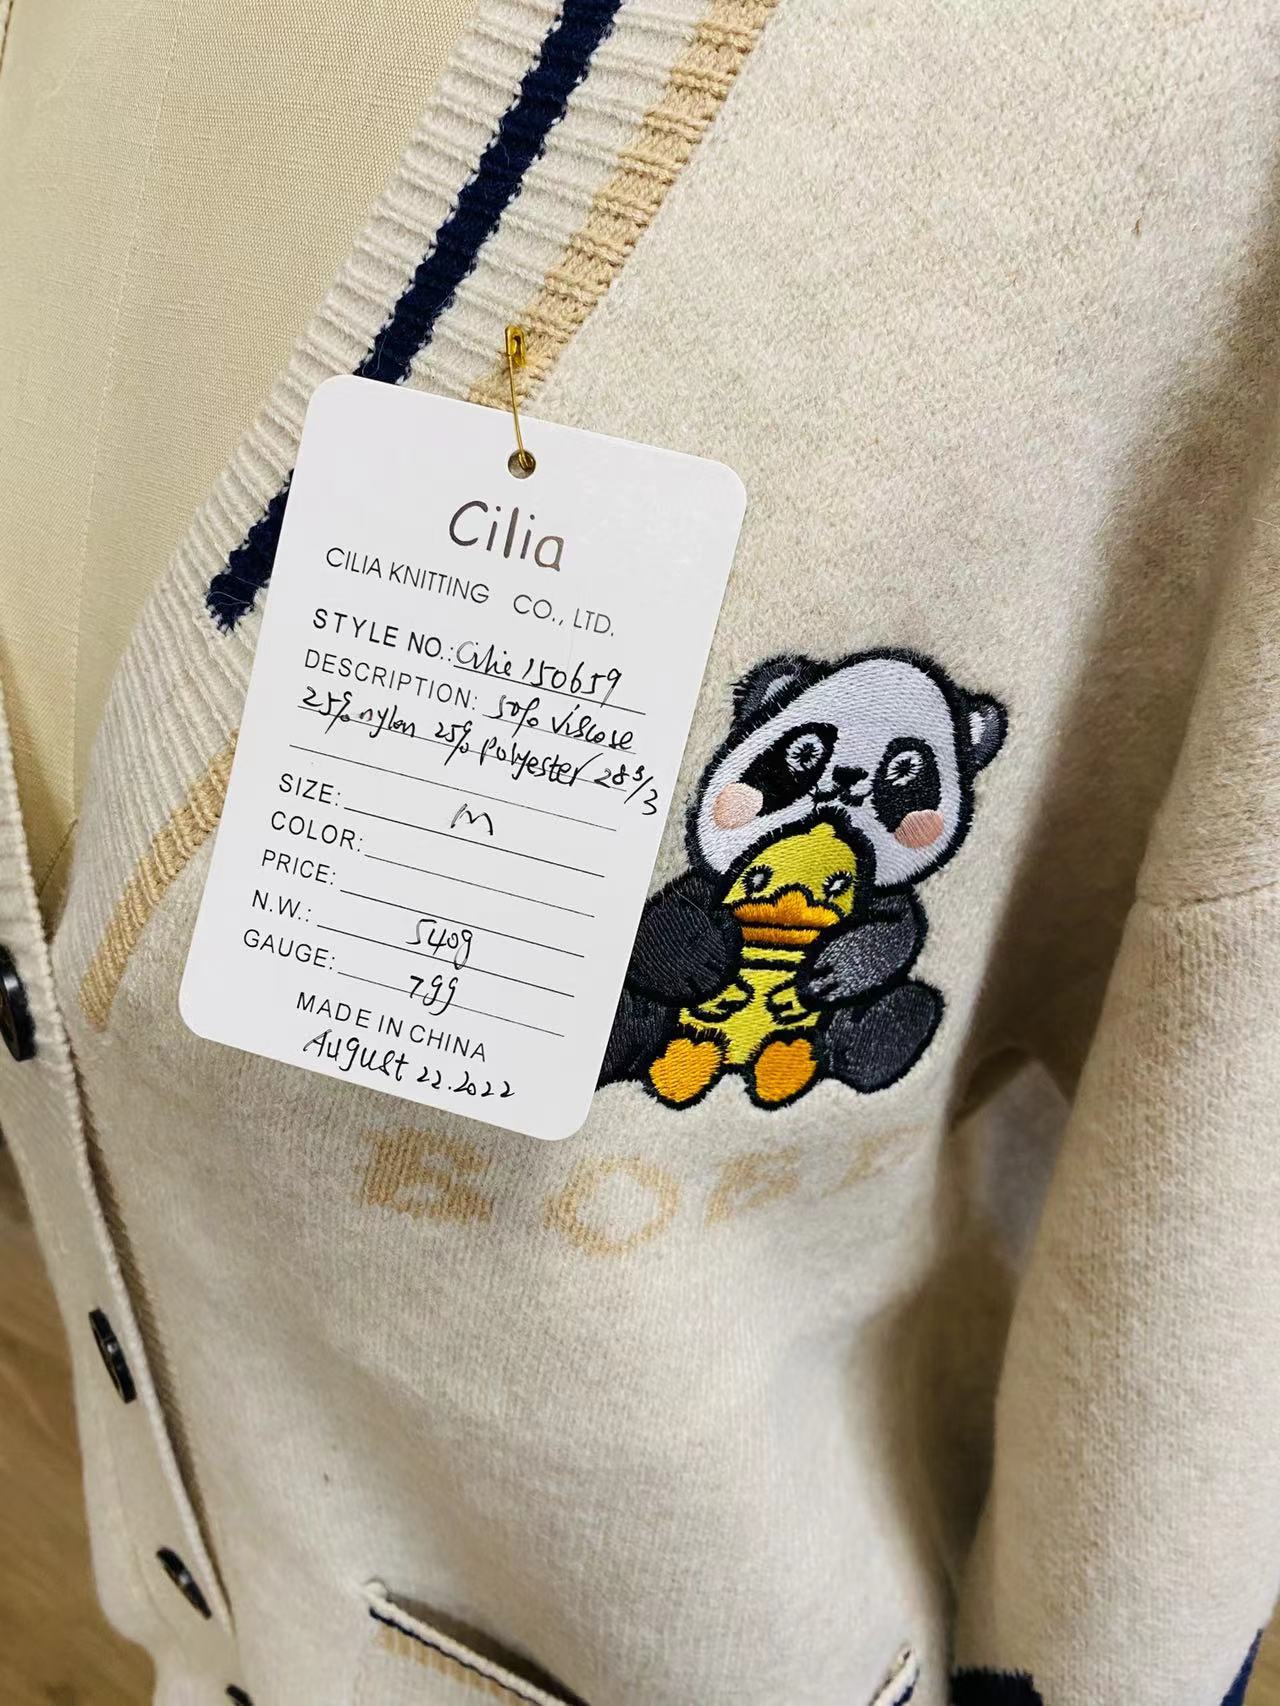 Cilia
CILIA KNITTING CO., LTD.
STYLE NO.: Cilie 150659
DESCRIPTION: 50% viscose
25% nylon 25% polyester/28s/3
SIZE: M
COLOR:
PRICE:
N.W.: 540g
GAUGE: 7gg
MADE IN CHINA
August 22.2022